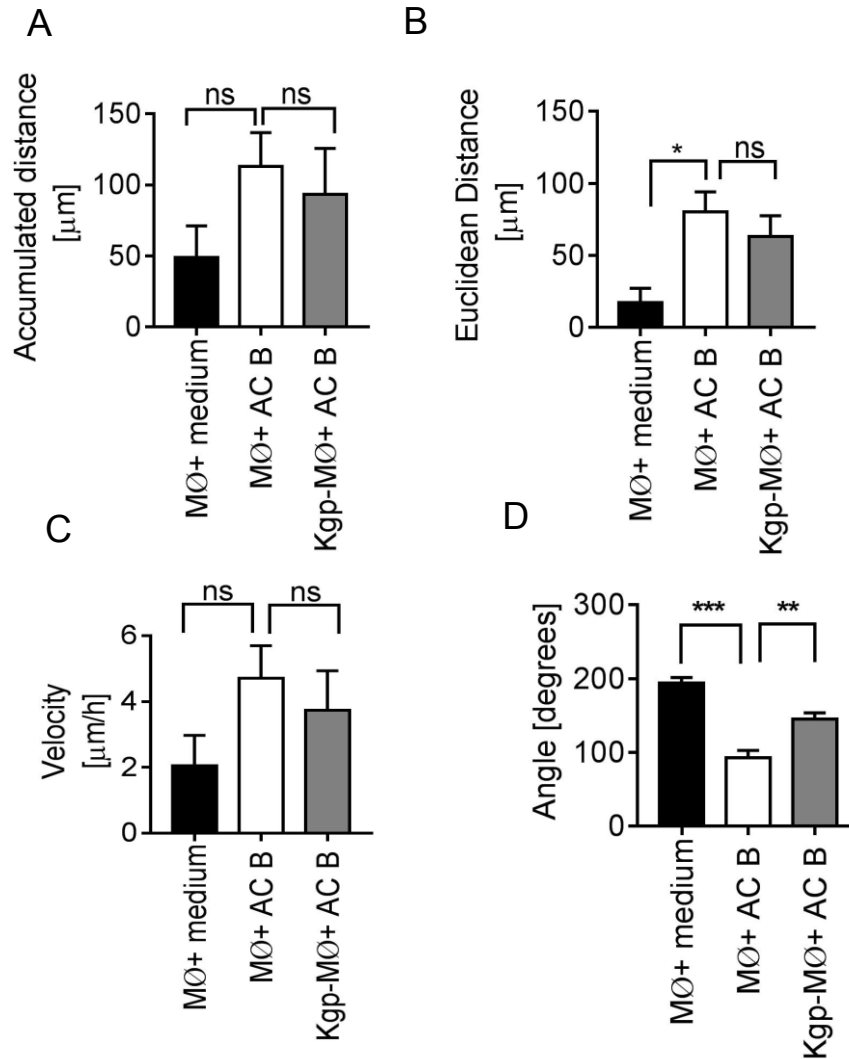 A
Accumulated distance
[μm]
ns
ns
150
100
50
0
MØ+ medium
MØ+ AC B
Kgp-MØ+ AC B
B
Euclidean Distance
[μm]
*
ns
150
100
50
0
MØ+ medium
MØ+ AC B
Kgp-MØ+ AC B
C
Velocity
[μm/h]
ns
ns
6
4
2
0
MØ+ medium
MØ+ AC B
Kgp-MØ+ AC B
D
Angle [degrees]
***
**
300
200
100
0
MØ+ medium
MØ+ AC B
Kgp-MØ+ AC B